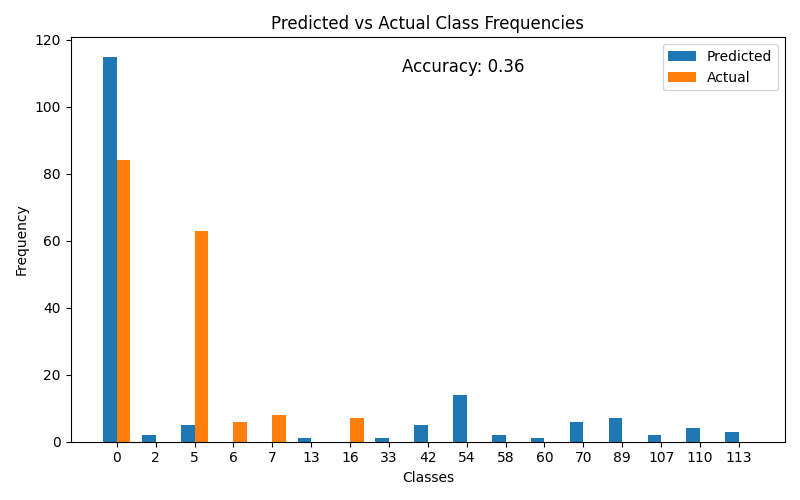 Predicted vs Actual Class Frequencies
Accuracy: 0.36
Predicted
Actual
Frequency
120
100
80
60
40
20
0
0 2 5 6 7 13 16 33 42 54 58 60 70 89 107 110 113
Classes